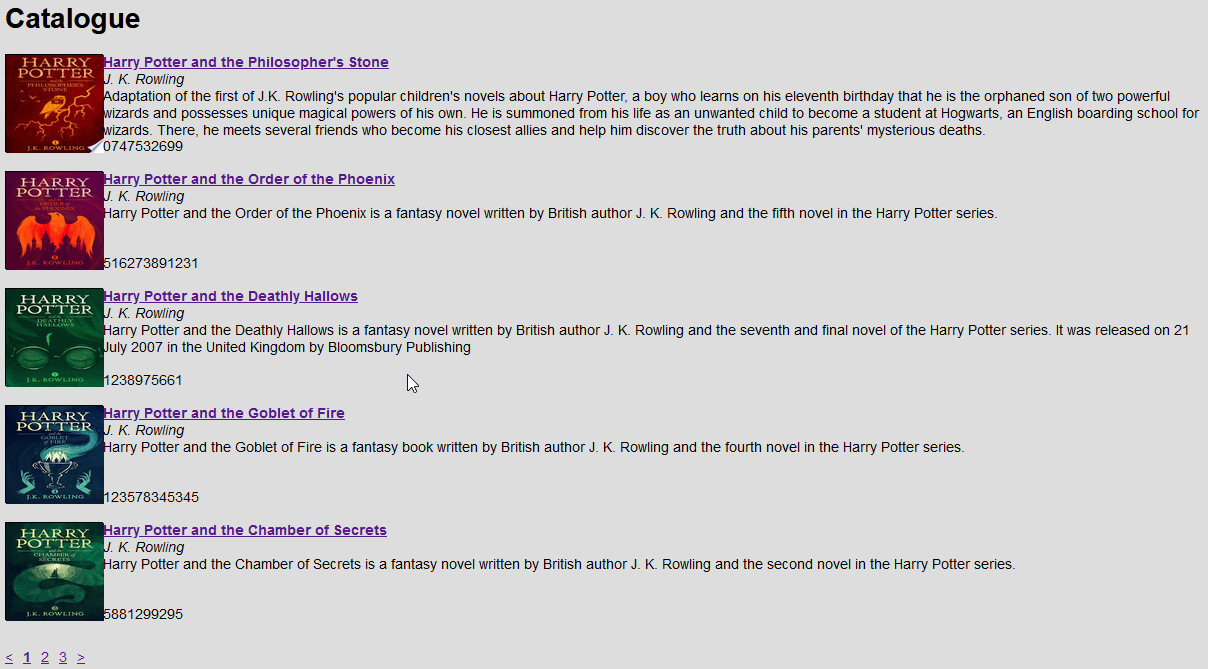 Catalogue
HARRY
POTTER
and the
PHILOSOPHER'S
STONE
J.K. ROWLING
Harry Potter and the Philosopher's Stone
J. K. Rowling
Adaptation of the first of J.K. Rowling's popular children's novels about Harry Potter, a boy who learns on his eleventh birthday that he is the orphaned son of two powerful
wizards and possesses unique magical powers of his own. He is summoned from his life as an unwanted child to become a student at Hogwarts, an English boarding school for
wizards. There, he meets several friends who become his closest allies and help him discover the truth about his parents' mysterious deaths.
0747532699
HARRY
POTTER
and the
ORDER of
the PHOENIX
J.K. ROWLING
Harry Potter and the Order of the Phoenix
J. K. Rowling
Harry Potter and the Order of the Phoenix is a fantasy novel written by British author J. K. Rowling and the fifth novel in the Harry Potter series.
516273891231
HARRY
POTTER
and the
DEATHLY
HALLOWS
J.K. ROWLING
Harry Potter and the Deathly Hallows
J. K. Rowling
Harry Potter and the Deathly Hallows is a fantasy novel written by British author J. K. Rowling and the seventh and final novel of the Harry Potter series. It was released on 21
July 2007 in the United Kingdom by Bloomsbury Publishing
1238975661
HARRY
POTTER
and the
GOBLET
OF FIRE
J.K. ROWLING
Harry Potter and the Goblet of Fire
J. K. Rowling
Harry Potter and the Goblet of Fire is a fantasy book written by British author J. K. Rowling and the fourth novel in the Harry Potter series.
123578345345
HARRY
POTTER
and the
CHAMBER of
SECRETS
J.K. ROWLING
Harry Potter and the Chamber of Secrets
J. K. Rowling
Harry Potter and the Chamber of Secrets is a fantasy novel written by British author J. K. Rowling and the second novel in the Harry Potter series.
5881299295
< 1 2 3 >